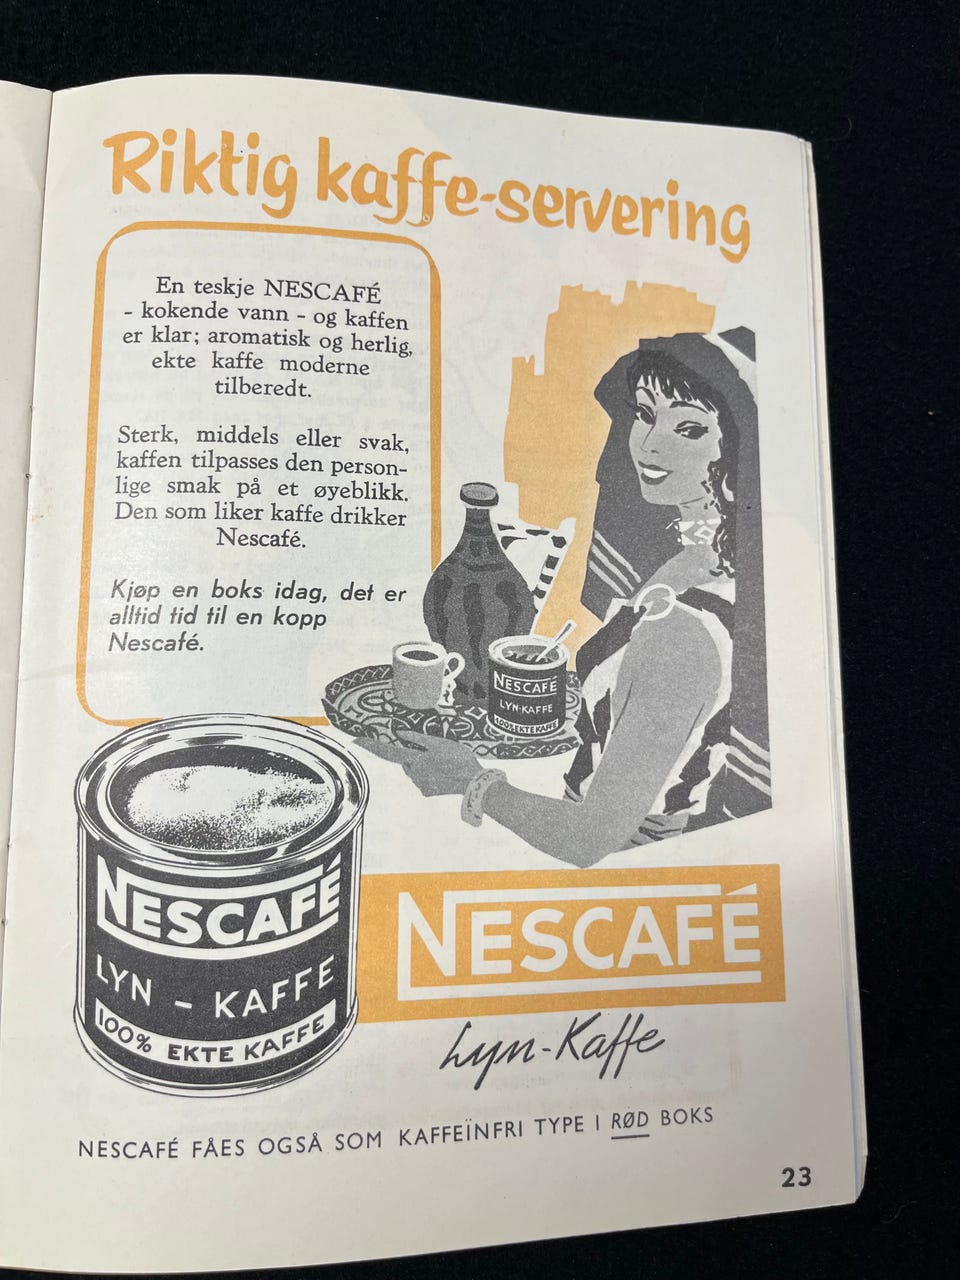 Riktig kaffe-servering
En teskje NESCAFÉ
- kokende vann - og kaffen
er klar; aromatisk og herlig,
ekte kaffe moderne
tilberedt.
Sterk, middels eller svak,
kaffen tilpasses den person-
lige smak på et øyeblikk.
Den som liker kaffe drikker
Nescafé.
Kjøp en boks idag, det er
alltid tid til en kopp
Nescafé.
NESCAFÉ
LYN-KAFFE
100% EKTE KAFFE
NESCAFÉ
LYN - KAFFE
100% EKTE KAFFE
NESCAFÉ
Lyn-Kaffe
NESCAFÉ FÅES OGSÅ SOM KAFFEÏNFRI TYPE I RØD BOKS
23